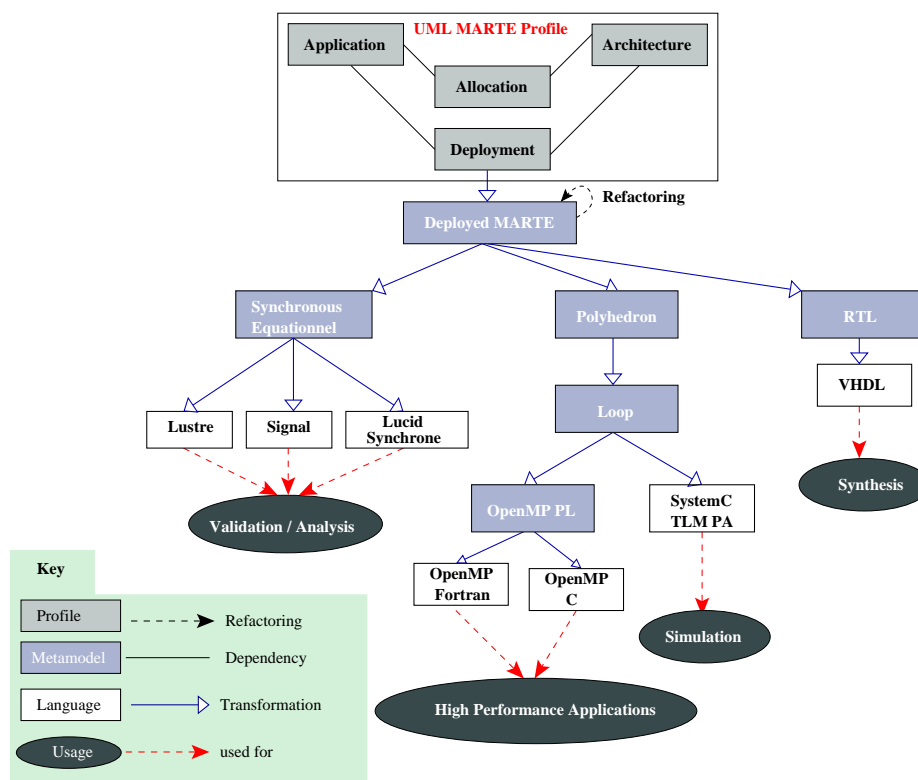 UML MARTE Profile
Application
Architecture
Allocation
Deployment
Refactoring
Deployed MARTE
Synchronous
Equationnel
Polyhedron
RTL
VHDL
Loop
Lustre
Signal
Lucid
Synchrone
Synthesis
OpenMP PL
SystemC
TLM PA
Validation / Analysis
OpenMP
Fortran
OpenMP
C
Simulation
High Performance Applications
Key
Profile
Refactoring
Metamodel
Dependency
Language
Transformation
Usage
used for